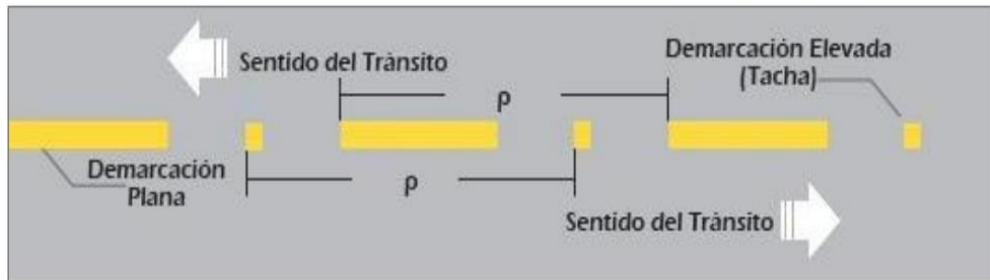 Sentido del Tránsito
Demarcación Elevada
(Tacha)
ρ
Demarcación
Plana
ρ
Sentido del Tránsito